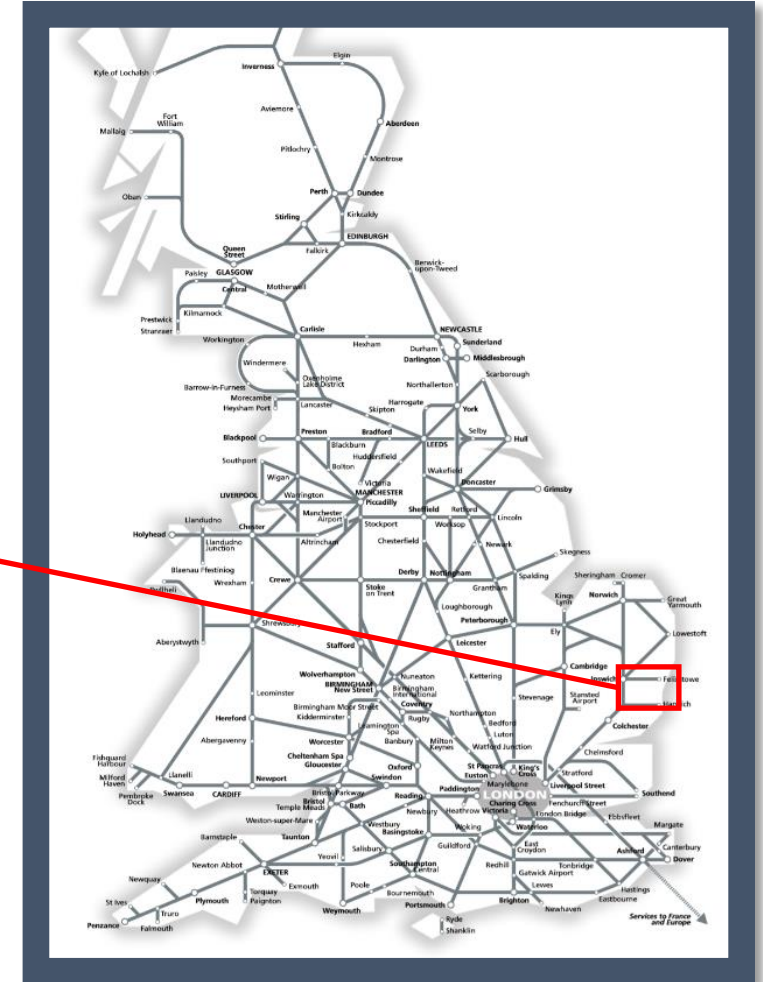 Elgin
Kyle of Lochalsh
Inverness
Aviemore
Fort
William
Mallaig
Aberdeen
Pitlochry
Montrose
Oban
Perth
Dundee
Stirling
Kirkcaldy
Falkirk
EDINBURGH
Queen
Street
GLASGOW
Central
Paisley
Motherwell
Berwick-
upon-Tweed
Prestwick
Stranraer
Kilmarnock
Carlisle
Workington
Hexham
NEWCASTLE
Sunderland
Durham
Darlington
Middlesbrough
Windermere
Oxenholme
Lake District
Barrow-in-Furness
Northallerton
Scarborough
Morecambe
Heysham Port
Lancaster
Skipton
Harrogate
York
Blackpool
Preston
Blackburn
Bradford
LEEDS
Selby
Hull
Southport
Wigan
Bolton
Huddersfield
Wakefield
Victoria
MANCHESTER
Piccadilly
LIVERPOOL
Warrington
Manchester
Airport
Stockport
Doncaster
Grimsby
Sheffield
Retford
Worksop
Lincoln
Llandudno
Holyhead
Llandudno
Junction
Chester
Altrincham
Chesterfield
Newark
Skegness
Blaenau Ffestiniog
Wrexham
Crewe
Stoke
on Trent
Derby
Nottingham
Grantham
Spalding
Sheringham
Cromer
Kings
Lynn
Norwich
Great
Yarmouth
Lowestoft
Shrewsbury
Aberystwyth
Stafford
Loughborough
Leicester
Peterborough
Ely
Wolverhampton
BIRMINGHAM
New Street
Nuneaton
Birmingham
International
Coventry
Rugby
Kettering
Cambridge
Ipswich
Stevenage
Stansted
Airport
Colchester
Leominster
Birmingham Moor Street
Kidderminster
Leamington
Spa
Northampton
Bedford
Luton
Hereford
Abergavenny
Worcester
Cheltenham Spa
Gloucester
Banbury
Milton
Keynes
Watford Junction
Chelmsford
Fishguard
Harbour
Milford
Haven
Pembroke
Dock
Llanelli
Swansea
CARDIFF
Newport
Oxford
Swindon
Bristol Parkway
Bristol
Temple Meads
Bath
Reading
Paddington
St Pancras
Euston
King's
Cross
Marylebone
Liverpool Street
Stratford
LONDON
Fenchurch Street
Southend
Charing Cross
London Bridge
Victoria
Waterloo
Heathrow
Newbury
Weston-super-Mare
Taunton
Westbury
Basingstoke
Woking
Ebbsfleet
Margate
Canterbury
Dover
Ashford
Barnstaple
Yeovil
Salisbury
Guildford
East
Croydon
Redhill
Gatwick Airport
Tonbridge
Newton Abbot
EXETER
Exmouth
Southampton
Central
Newquay
St Ives
Truro
Penzance
Falmouth
Plymouth
Torquay
Paignton
Poole
Bournemouth
Weymouth
Portsmouth
Ryde
Shanklin
Brighton
Lewes
Newhaven
Eastbourne
Hastings
Services to France
and Europe